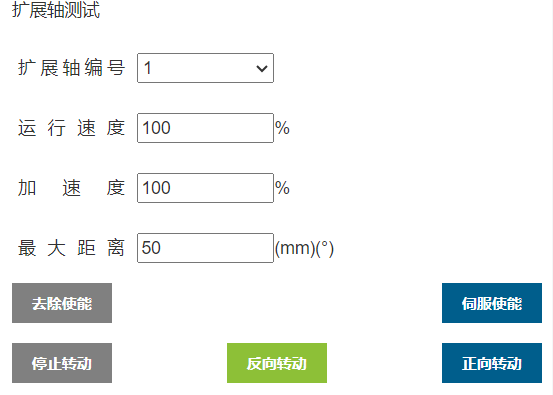 扩展轴测试
扩展轴编号 1
运行速度 100 %
加速度 100 %
最大距离 50 (mm)(°)
去除使能 伺服使能
停止转动 反向转动 正向转动